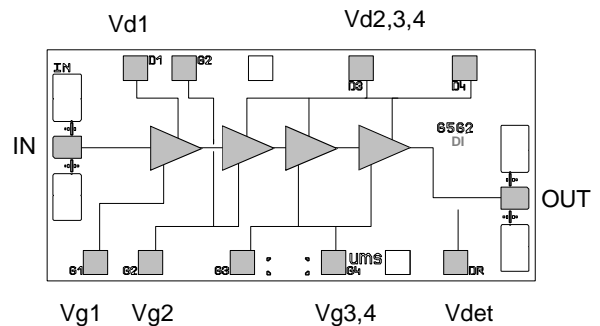 Vd1 Vd2,3,4
IN D1 G2 D3 D4
6562
DI
IN
OUT
G1 G2 G3 ums G4 DR
Vg1 Vg2 Vg3,4 Vdet